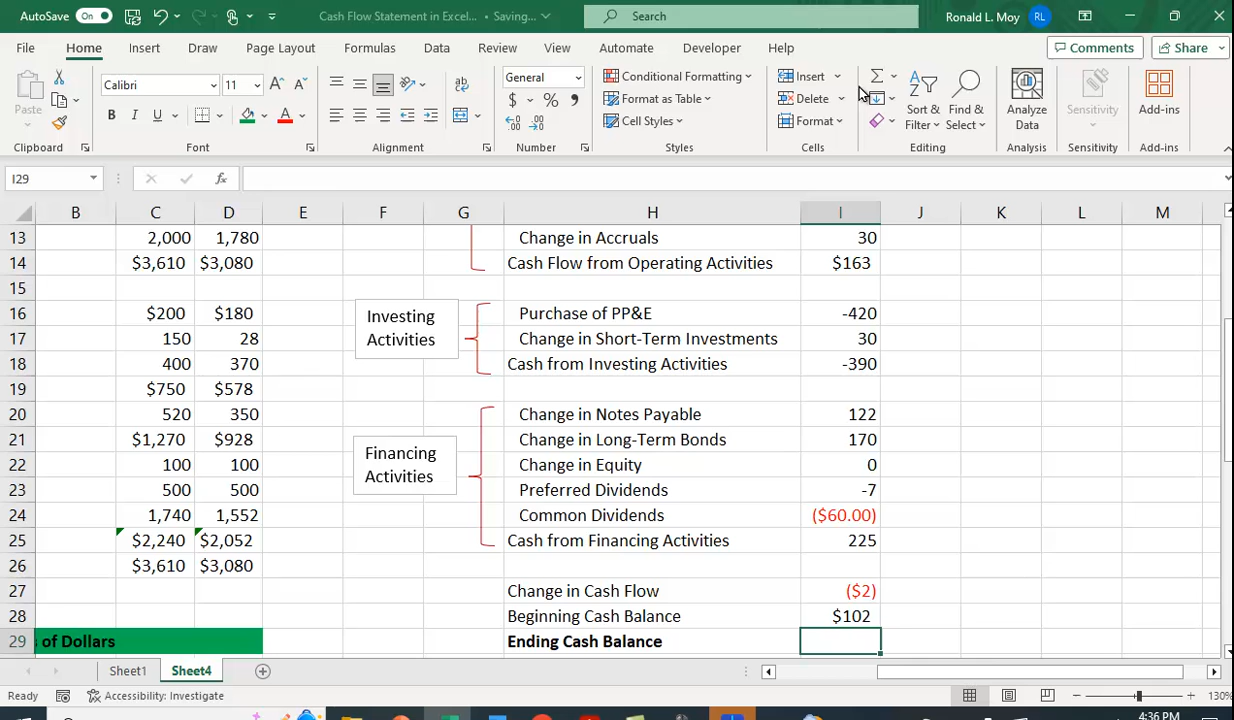 AutoSave On Cash Flow Statement in Excel... • Saving... Search Ronald L. Moy RL
File Home Insert Draw Page Layout Formulas Data Review View Automate Developer Help Comments Share
Paste Calibri 11 A A General Conditional Formatting Insert Σ
Format as Table Delete Sort & Filter Find & Select Analyze Data Sensitivity Add-ins
B I U A $ % , Cell Styles Format
Clipboard Font Alignment Number Styles Cells Editing Analysis Sensitivity Add-ins
I29 fx
B C D E F G H I J K L M
13 2,000 1,780 Change in Accruals 30
14 $3,610 $3,080 Cash Flow from Operating Activities $163
15
16 $200 $180 Investing Purchase of PP&E -420
17 150 28 Activities Change in Short-Term Investments 30
18 400 370 Cash from Investing Activities -390
19 $750 $578
20 520 350 Change in Notes Payable 122
21 $1,270 $928 Financing Change in Long-Term Bonds 170
22 100 100 Activities Change in Equity 0
23 500 500 Preferred Dividends -7
24 1,740 1,552 Common Dividends ($60.00)
25 $2,240 $2,052 Cash from Financing Activities 225
26 $3,610 $3,080
27 Change in Cash Flow ($2)
28 Beginning Cash Balance $102
29 of Dollars Ending Cash Balance
Sheet1 Sheet4
Ready Accessibility: Investigate 130%
4:36 PM